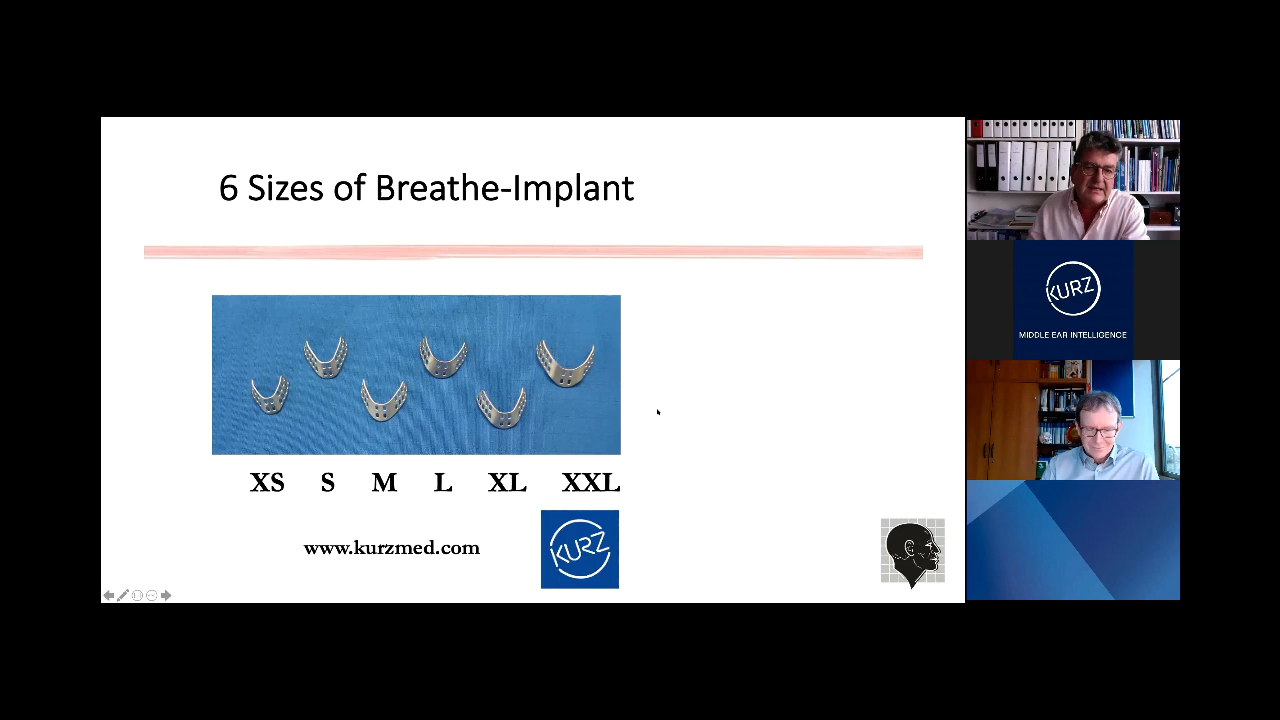 6 Sizes of Breathe-Implant
XS S M L XL XXL
www.kurzmed.com
KURZ
KURZ
MIDDLE EAR INTELLIGENCE